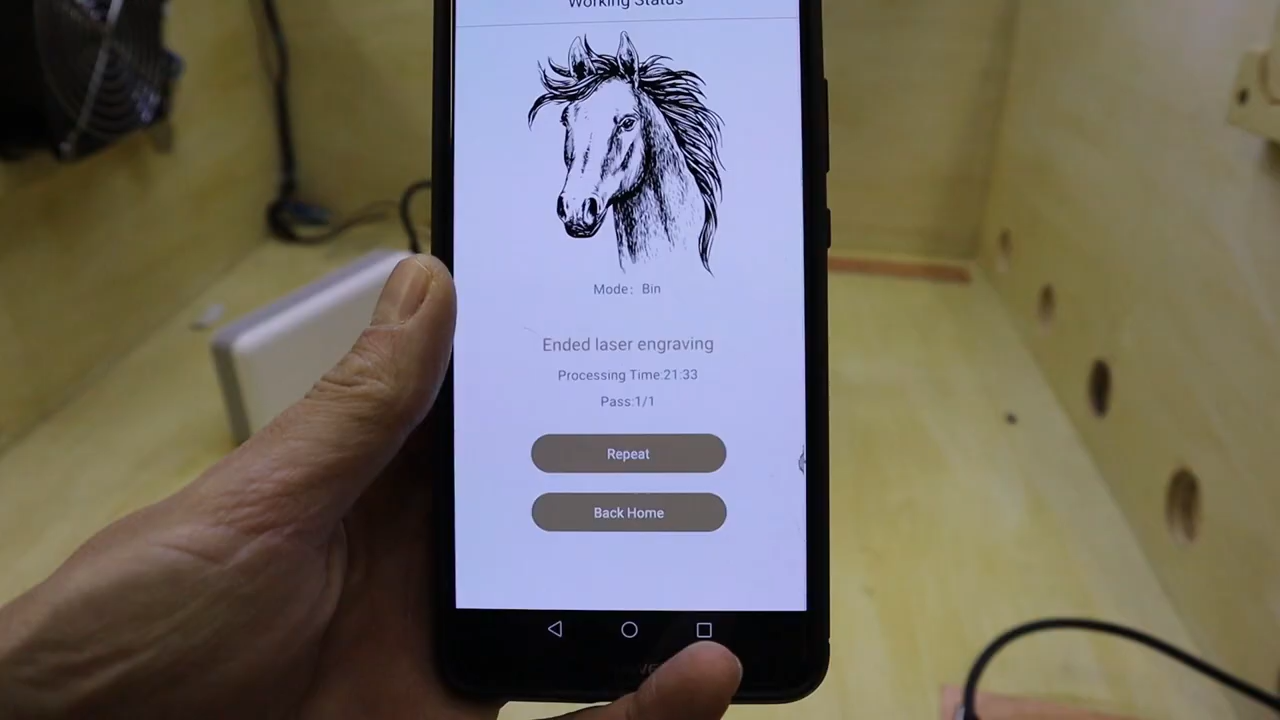 Working Status
Mode: Bin
Ended laser engraving
Processing Time:21:33
Pass:1/1
Repeat
Back Home